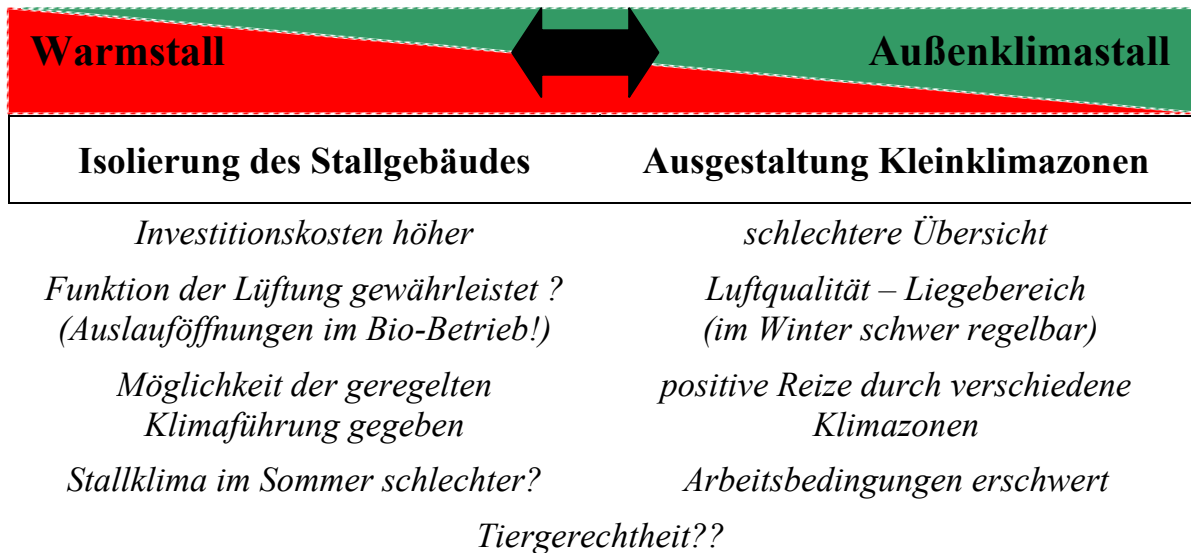 Warmstall
Außenklimastall
Isolierung des Stallgebäudes
Ausgestaltung Kleinklimazonen
Investitionskosten höher
schlechtere Übersicht
Funktion der Lüftung gewährleistet ?
(Auslauföffnungen im Bio-Betrieb!)
Luftqualität – Liegebereich
(im Winter schwer regelbar)
Möglichkeit der geregelten
Klimaführung gegeben
positive Reize durch verschiedene
Klimazonen
Stallklima im Sommer schlechter?
Arbeitsbedingungen erschwert
Tiergerechtheit??